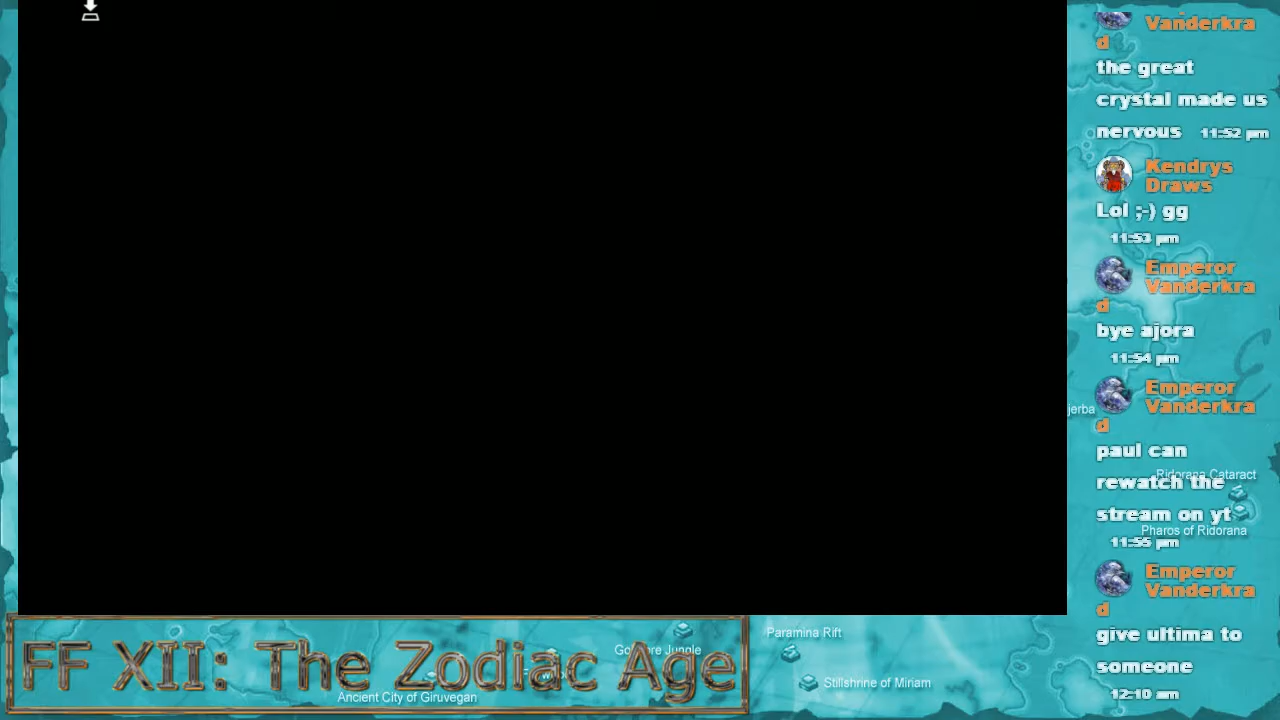 Vanderkra
d
the great
crystal made us
nervous 11:52 pm
Kendrys
Draws
Lol ;-) gg
11:53 pm
Emperor
Vanderkra
d
bye ajora
11:54 pm
Emperor
Vanderkra
d
jerba
paul can
rewatch the
Ridorana Cataract
stream on yt
Pharos of Ridorana
11:55 pm
Emperor
Vanderkra
d
give ultima to
someone
12:10 am
FF XII: The Zodiac Age
Paramina Rift
Stillshrine of Miriam
Ancient City of Giruvegan